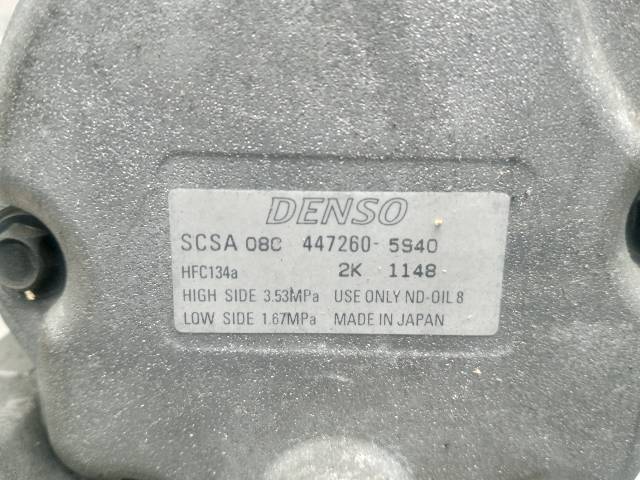 DENSO
SCSA 08C 447260-5940
HFC134a 2K 1148
HIGH SIDE 3.53MPa USE ONLY ND-OIL 8
LOW SIDE 1.67MPa MADE IN JAPAN